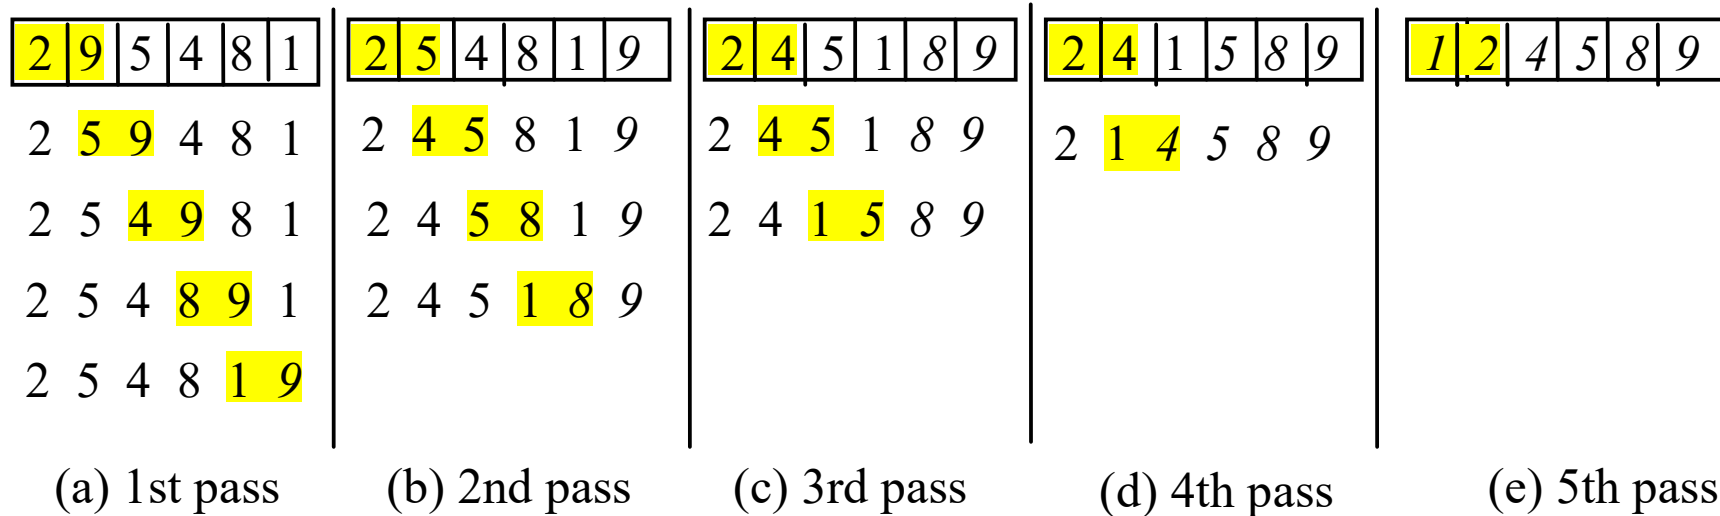 2 9 5 4 8 1
2 5 9 4 8 1
2 5 4 9 8 1
2 5 4 8 9 1
2 5 4 8 1 9
(a) 1st pass
2 5 4 8 1 9
2 4 5 8 1 9
2 4 5 8 1 9
2 4 5 1 8 9
(b) 2nd pass
2 4 5 1 8 9
2 4 5 1 8 9
2 4 1 5 8 9
(c) 3rd pass
2 4 1 5 8 9
2 1 4 5 8 9
(d) 4th pass
1 2 4 5 8 9
(e) 5th pass